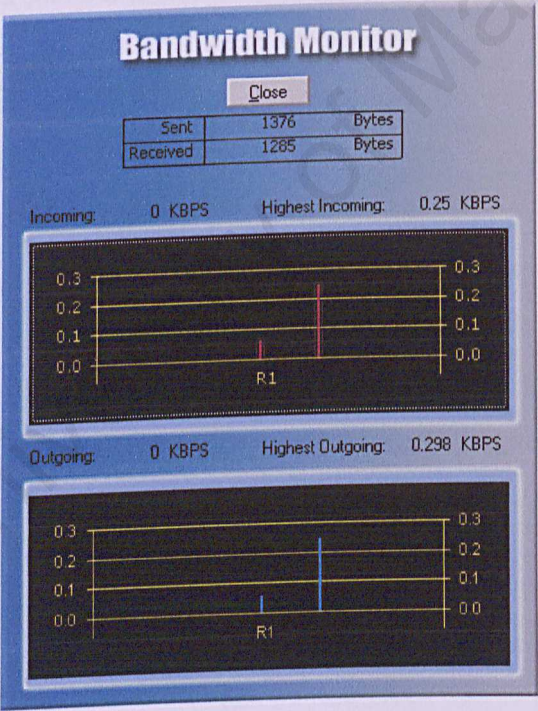 Bandwidth Monitor
Close
Sent 1376 Bytes
Received 1285 Bytes
Incoming: 0 KBPS Highest Incoming: 0.25 KBPS
0.3 0.3
0.2 0.2
0.1 0.1
0.0 0.0
R1
Outgoing: 0 KBPS Highest Outgoing: 0.298 KBPS
0.3 0.3
0.2 0.2
0.1 0.1
0.0 0.0
R1
of Ma